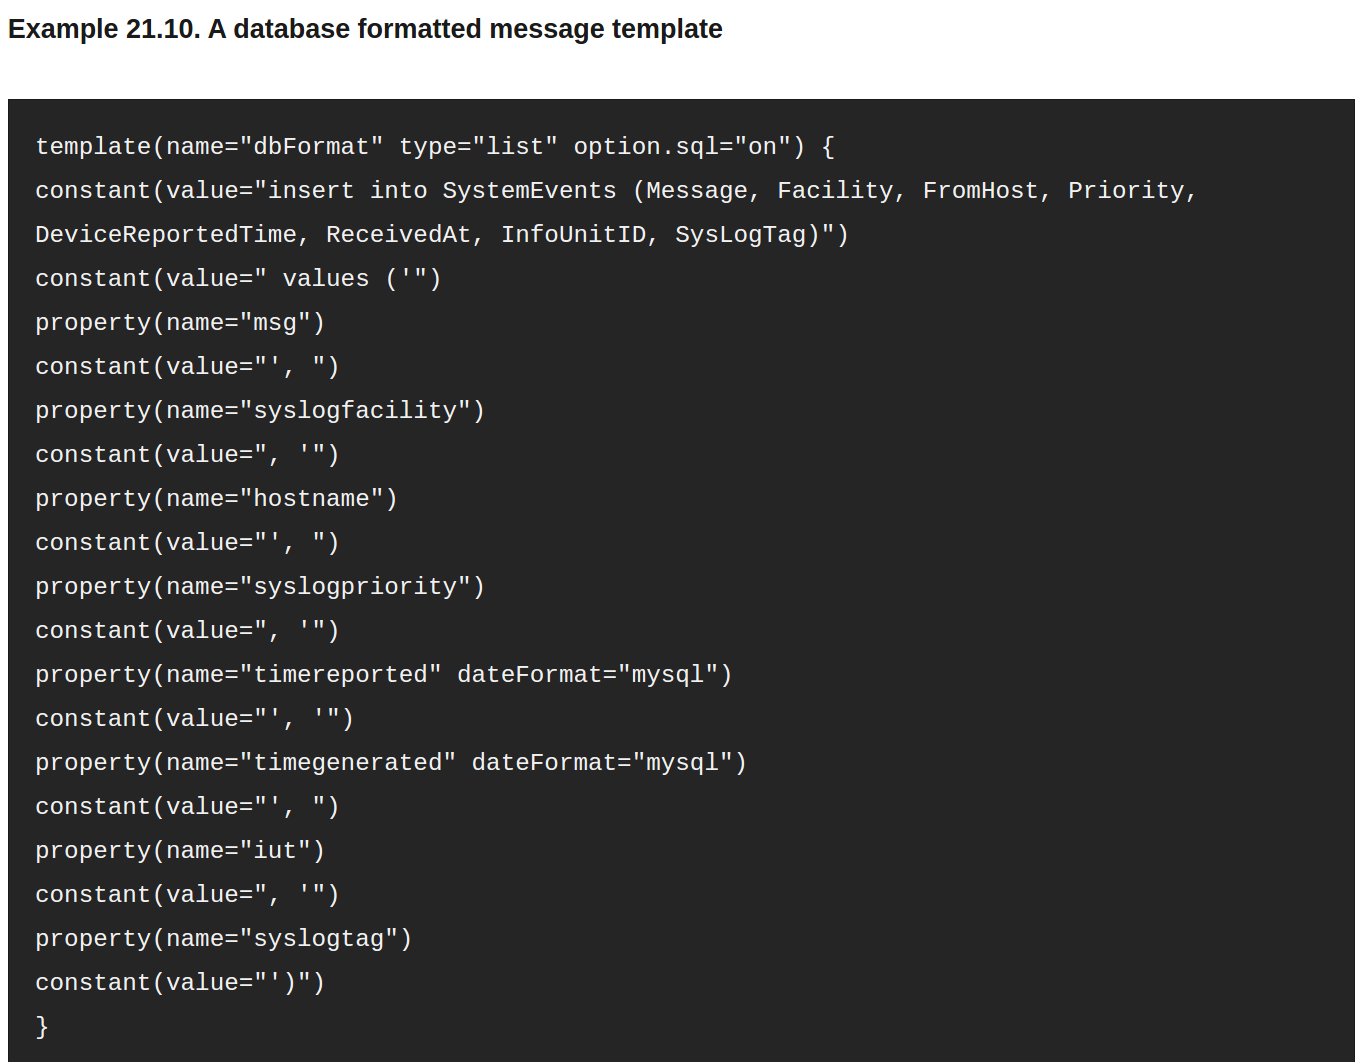 Example 21.10. A database formatted message template
template(name="dbFormat" type="list" option.sql="on") {
constant(value="insert into SystemEvents (Message, Facility, FromHost, Priority,
DeviceReportedTime, ReceivedAt, InfoUnitID, SysLogTag)")
constant(value=" values ('")
property(name="msg")
constant(value="', ")
property(name="syslogfacility")
constant(value=", '")
property(name="hostname")
constant(value="', ")
property(name="syslogpriority")
constant(value=", '")
property(name="timereported" dateFormat="mysql")
constant(value="', '")
property(name="timegenerated" dateFormat="mysql")
constant(value="', ")
property(name="iut")
constant(value=", '")
property(name="syslogtag")
constant(value="')")
}